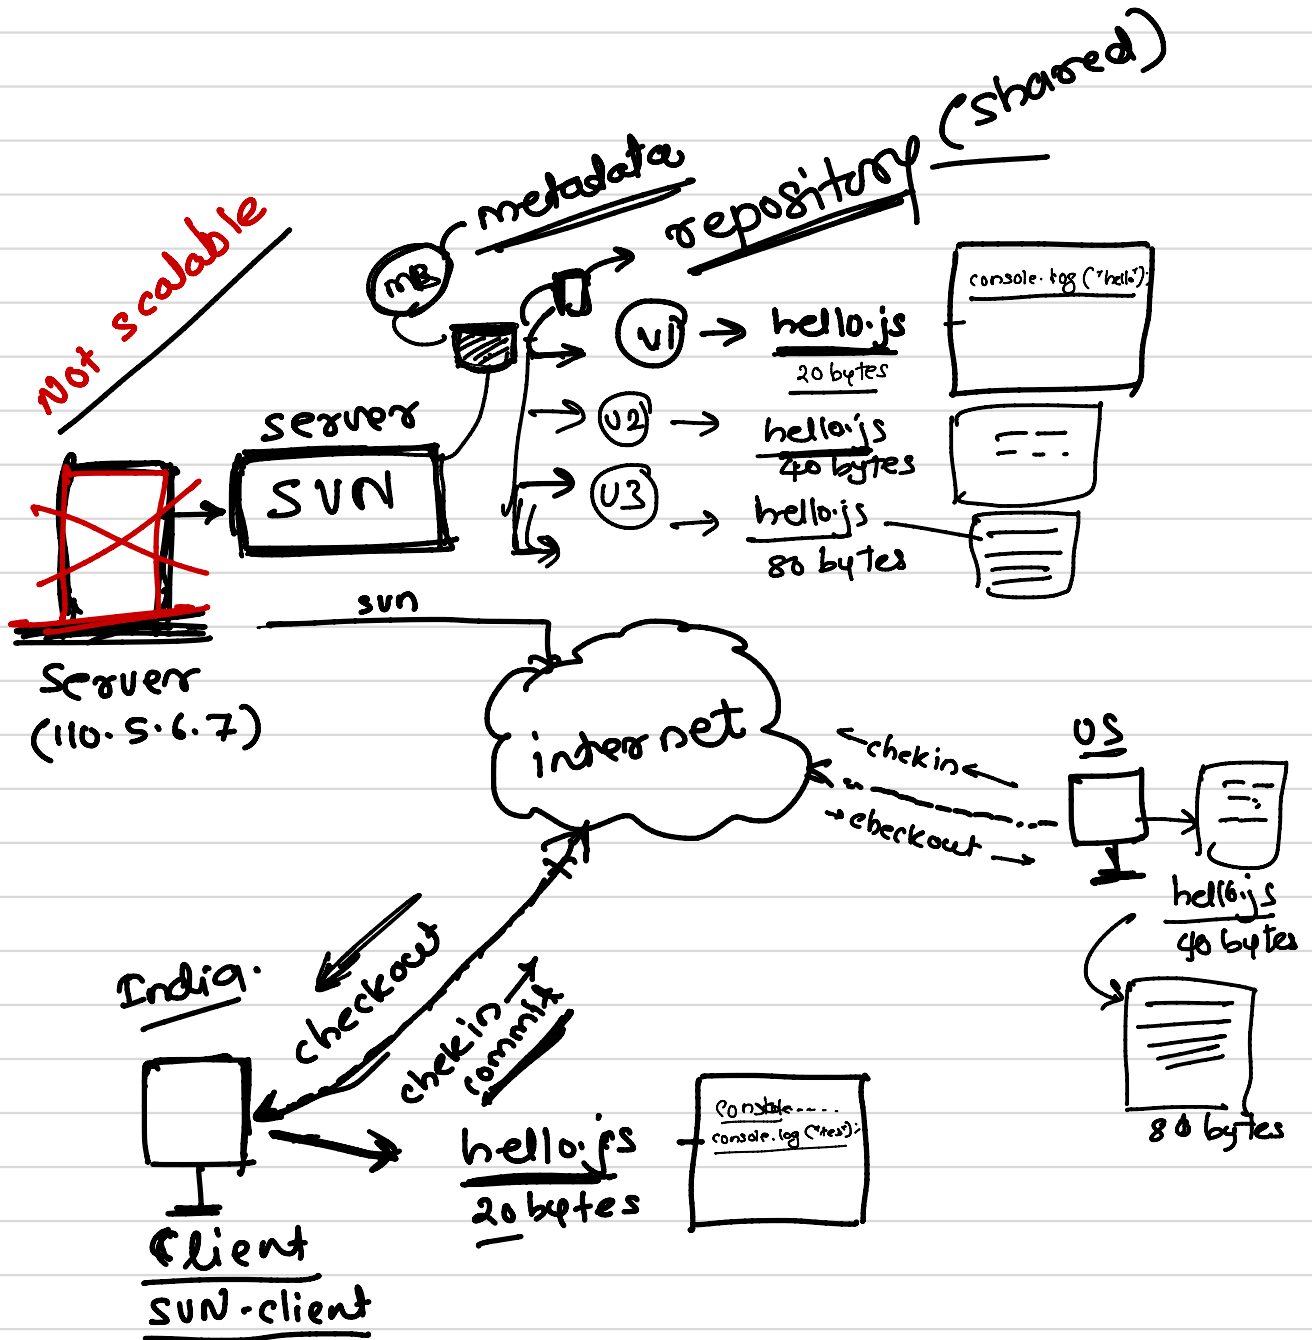 (shared)
metadata
repository
Not scalable
console.log("hello");
V1
hello.js
20 bytes
server
V2
hello.js
40 bytes
SVN
V3
hello.js
80 bytes
svn
Server
(110.5.6.7)
internet
US
chekin
checkout
hello.js
40 bytes
India.
checkout
chekin
commit
80 bytes
hello.js
20 bytes
console.log("tes");
Client
SVN-client